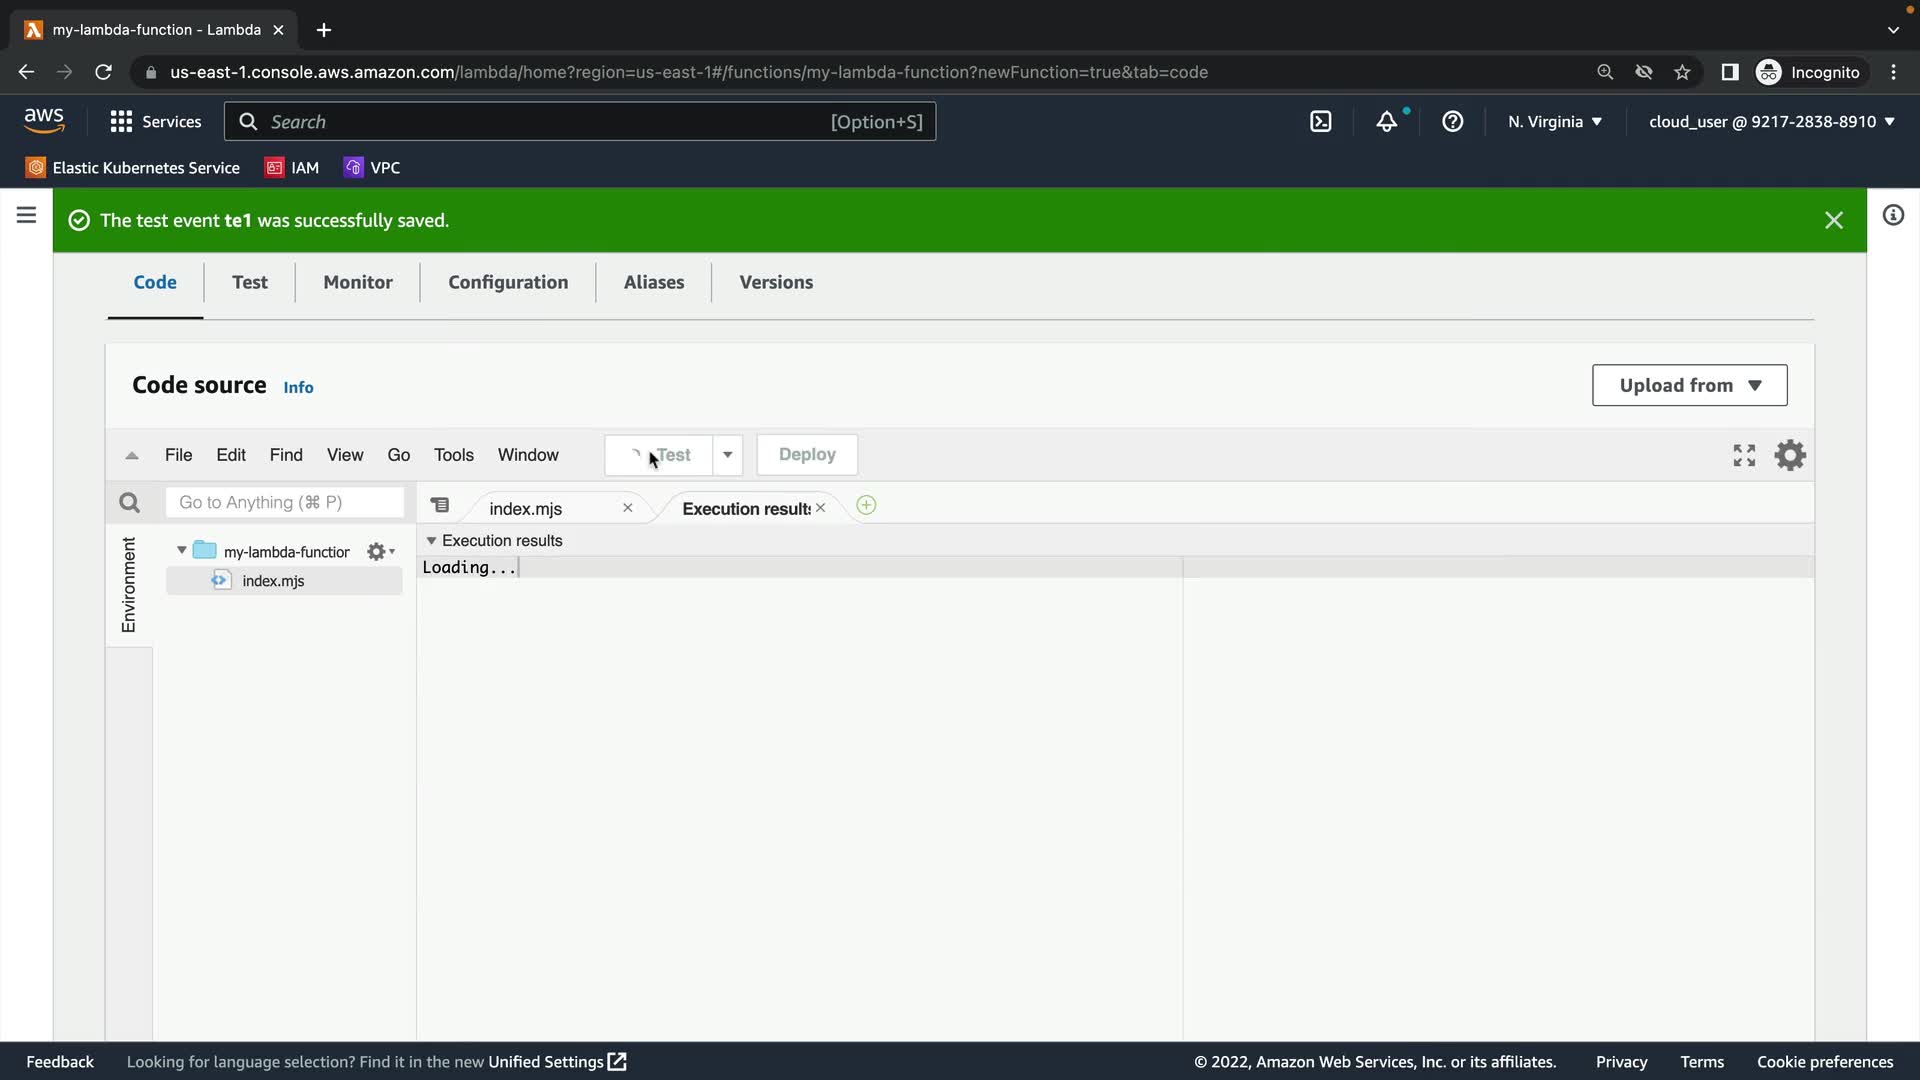 my-lambda-function - Lambda
us-east-1.console.aws.amazon.com/lambda/home?region=us-east-1#/functions/my-lambda-function?newFunction=true&tab=code
Incognito
aws
Services
Search
[Option+S]
N. Virginia
cloud_user @ 9217-2838-8910
Elastic Kubernetes Service
IAM
VPC
The test event te1 was successfully saved.
Code
Test
Monitor
Configuration
Aliases
Versions
Code source
Info
Upload from
File
Edit
Find
View
Go
Tools
Window
Test
Deploy
Go to Anything (⌘ P)
index.mjs
Execution results
Environment
my-lambda-function
index.mjs
Execution results
Loading...
Feedback
Looking for language selection? Find it in the new Unified Settings
© 2022, Amazon Web Services, Inc. or its affiliates.
Privacy
Terms
Cookie preferences